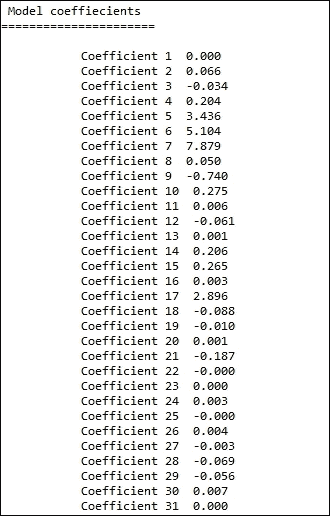 Model coeffiecients
======================
Coefficient 1 0.000
Coefficient 2 0.066
Coefficient 3 -0.034
Coefficient 4 0.204
Coefficient 5 3.436
Coefficient 6 5.104
Coefficient 7 7.879
Coefficient 8 0.050
Coefficient 9 -0.740
Coefficient 10 0.275
Coefficient 11 0.006
Coefficient 12 -0.061
Coefficient 13 0.001
Coefficient 14 0.206
Coefficient 15 0.265
Coefficient 16 0.003
Coefficient 17 2.896
Coefficient 18 -0.088
Coefficient 19 -0.010
Coefficient 20 0.001
Coefficient 21 -0.187
Coefficient 22 -0.000
Coefficient 23 0.000
Coefficient 24 0.003
Coefficient 25 -0.000
Coefficient 26 0.004
Coefficient 27 -0.003
Coefficient 28 -0.069
Coefficient 29 -0.056
Coefficient 30 0.007
Coefficient 31 0.000